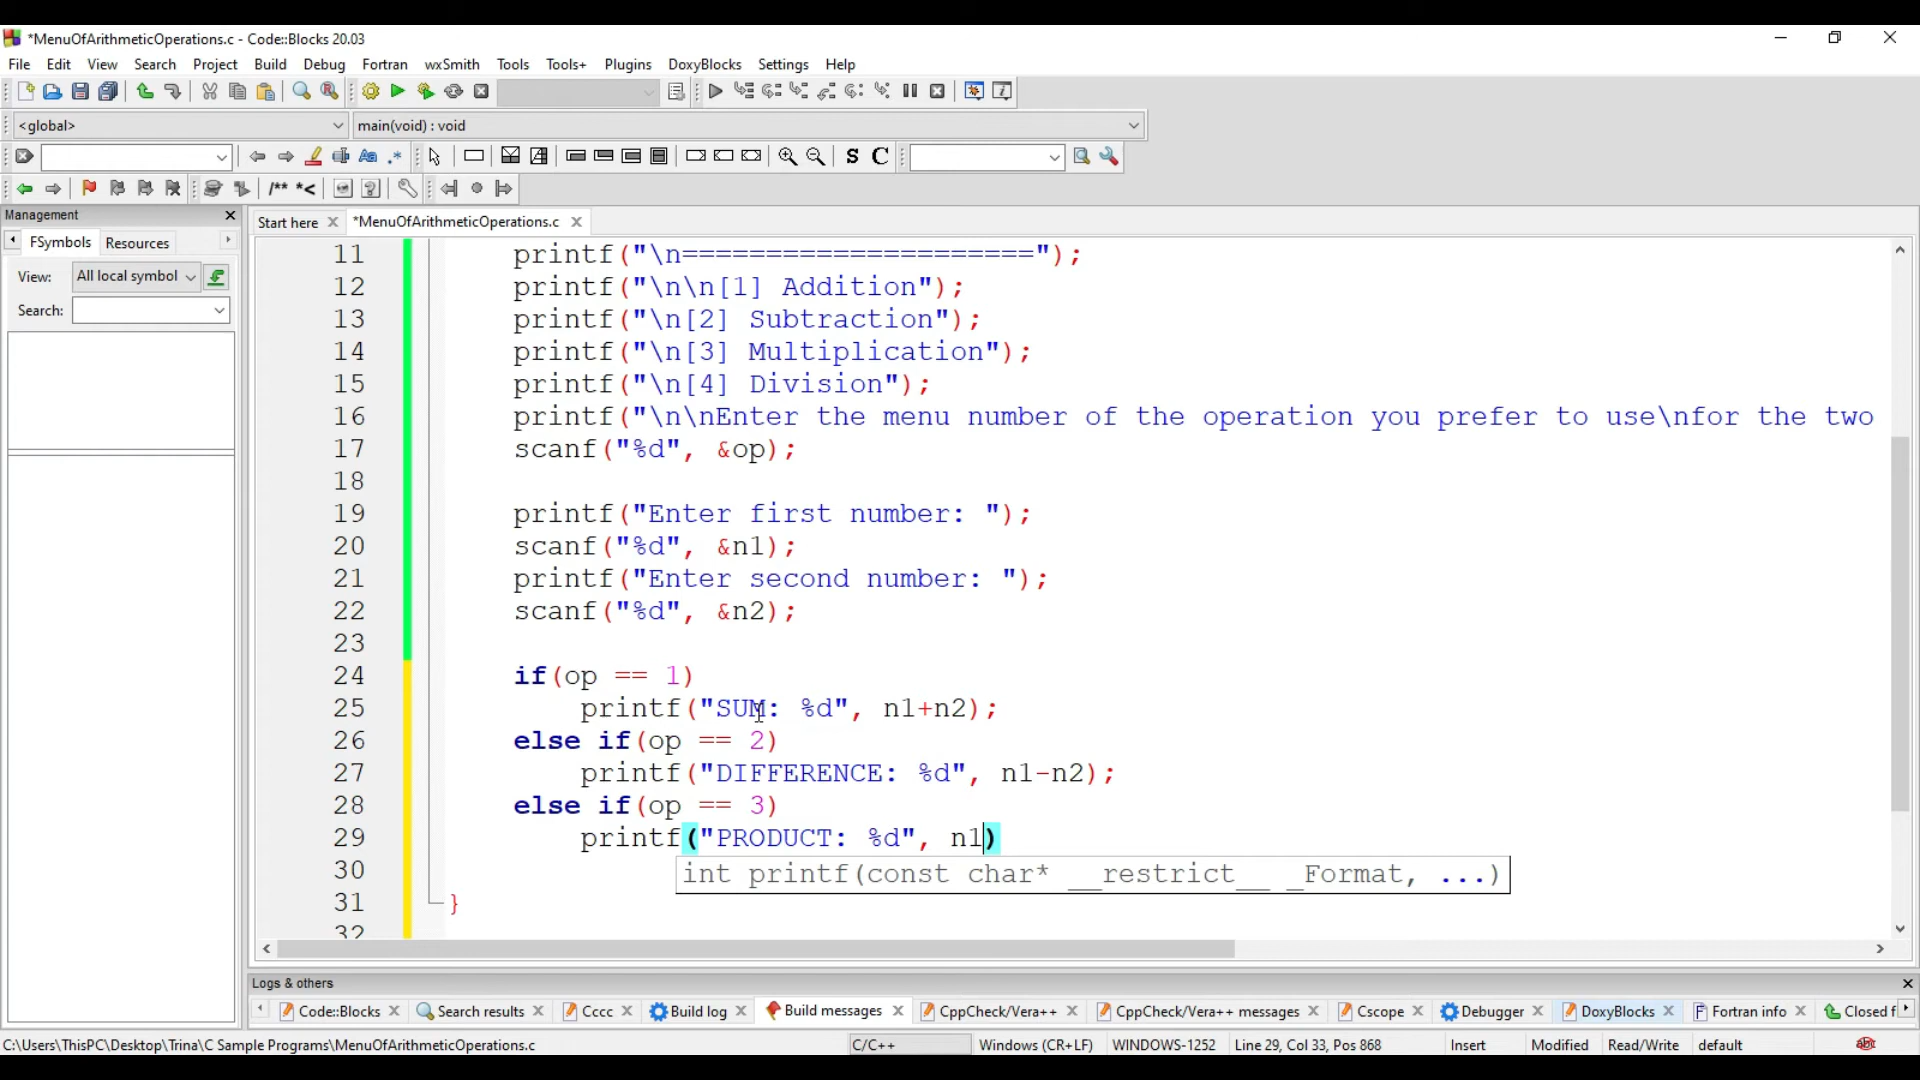 *MenuOfArithmeticOperations.c - Code::Blocks 20.03
File Edit View Search Project Build Debug Fortran wxSmith Tools Tools+ Plugins DoxyBlocks Settings Help
<global> main(void) : void
/** *<
Management
Start here *MenuOfArithmeticOperations.c
FSymbols Resources
View: All local symbol
Search:
11 printf("\n=====================");
12 printf("\n\n[1] Addition");
13 printf("\n[2] Subtraction");
14 printf("\n[3] Multiplication");
15 printf("\n[4] Division");
16 printf("\n\nEnter the menu number of the operation you prefer to use\nfor the two
17 scanf("%d", &op);
18
19 printf("Enter first number: ");
20 scanf("%d", &n1);
21 printf("Enter second number: ");
22 scanf("%d", &n2);
23
24 if(op == 1)
25 printf("SUM: %d", n1+n2);
26 else if(op == 2)
27 printf("DIFFERENCE: %d", n1-n2);
28 else if(op == 3)
29 printf("PRODUCT: %d", n1)
30 int printf(const char* __restrict__ _Format, ...)
31 }
32
Logs & others
Code::Blocks Search results Cccc Build log Build messages CppCheck/Vera++ CppCheck/Vera++ messages Cscope Debugger DoxyBlocks Fortran info Closed f
C:\Users\ThisPC\Desktop\Trina\C Sample Programs\MenuOfArithmeticOperations.c C/C++ Windows (CR+LF) WINDOWS-1252 Line 29, Col 33, Pos 868 Insert Modified Read/Write default